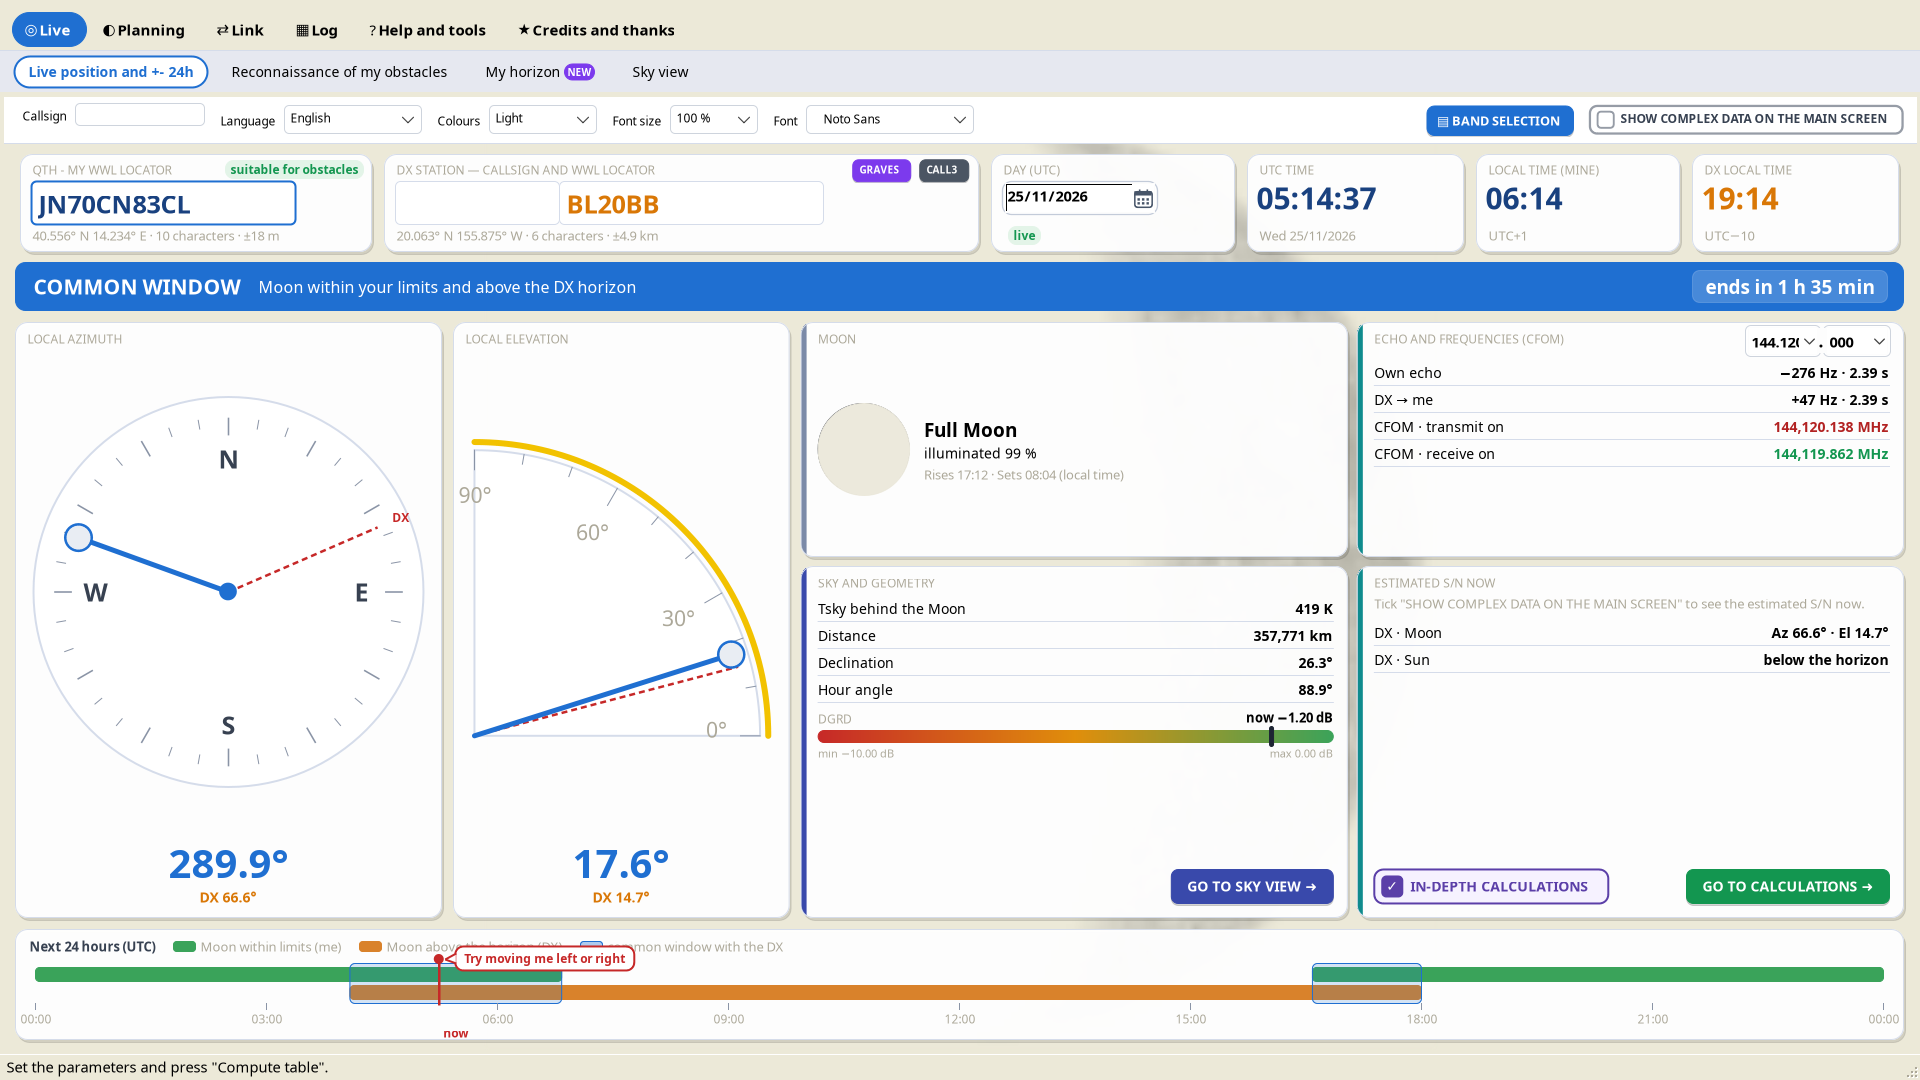 ◎ Live ◐ Planning ⇄ Link ▦ Log ? Help and tools ★ Credits and thanks
Live position and +- 24h Reconnaissance of my obstacles My horizon NEW Sky view
Callsign Language English Colours Light Font size 100 % Font Noto Sans ▤ BAND SELECTION SHOW COMPLEX DATA ON THE MAIN SCREEN
QTH - MY WWL LOCATOR suitable for obstacles
JN70CN83CL
40.556° N 14.234° E · 10 characters · ±18 m
DX STATION — CALLSIGN AND WWL LOCATOR GRAVES CALL3
BL20BB
20.063° N 155.875° W · 6 characters · ±4.9 km
DAY (UTC)
25/11/2026
live
UTC TIME
05:14:37
Wed 25/11/2026
LOCAL TIME (MINE)
06:14
UTC+1
DX LOCAL TIME
19:14
UTC−10
COMMON WINDOW Moon within your limits and above the DX horizon ends in 1 h 35 min
LOCAL AZIMUTH
N
DX
W E
S
289.9°
DX 66.6°
LOCAL ELEVATION
90°
60°
30°
0°
17.6°
DX 14.7°
MOON
Full Moon
illuminated 99 %
Rises 17:12 · Sets 08:04 (local time)
ECHO AND FREQUENCIES (CFOM) 144.120 . 000
Own echo −276 Hz · 2.39 s
DX → me +47 Hz · 2.39 s
CFOM · transmit on 144,120.138 MHz
CFOM · receive on 144,119.862 MHz
SKY AND GEOMETRY
Tsky behind the Moon 419 K
Distance 357,771 km
Declination 26.3°
Hour angle 88.9°
DGRD now −1.20 dB
min −10.00 dB max 0.00 dB
GO TO SKY VIEW →
ESTIMATED S/N NOW
Tick "SHOW COMPLEX DATA ON THE MAIN SCREEN" to see the estimated S/N now.
DX · Moon Az 66.6° · El 14.7°
DX · Sun below the horizon
✓ IN-DEPTH CALCULATIONS GO TO CALCULATIONS →
Next 24 hours (UTC) Moon within limits (me) Moon above the horizon (DX) common window with the DX
Try moving me left or right
00:00 03:00 06:00 09:00 12:00 15:00 18:00 21:00 00:00
now
Set the parameters and press "Compute table".